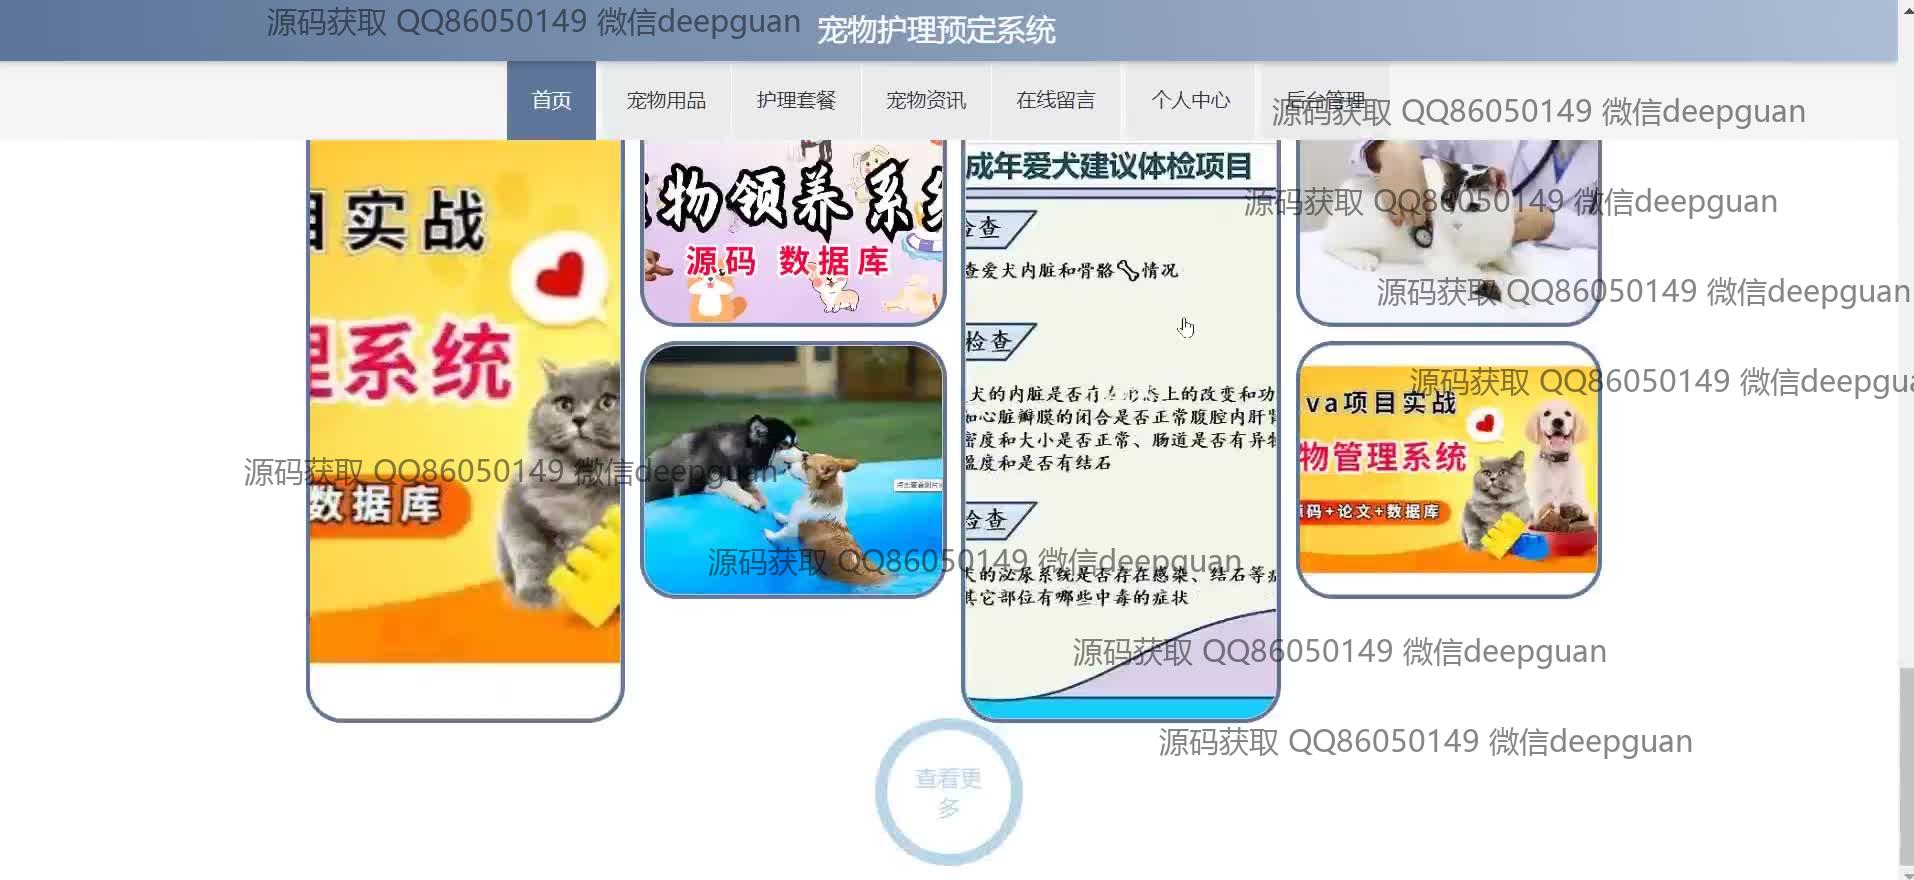 源码获取 QQ86050149 微信deepguan
宠物护理预定系统
首页
宠物用品
护理套餐
宠物资讯
在线留言
个人中心
后台管理
源码获取 QQ86050149 微信deepguan
目实战
理系统
数据库
物领养系统
源码 数据库
成年爱犬建议体检项目
检查
查爱犬内脏和骨骼情况
检查
犬的内脏是否存在形态上的改变和功
如心脏瓣膜的闭合是否正常腹腔内肝肾
密度和大小是否正常、肠道是否有异物
盈度和是否有结石
检查
犬的泌尿系统是否存在感染、结石等
其它部位有哪些中毒的症状
源码获取 QQ86050149 微信deepguan
源码获取 QQ86050149 微信deepguan
源码获取 QQ86050149 微信deepgua
va项目实战
物管理系统
源码+论文+数据库
源码获取 QQ86050149 微信deepguan
点击查看图片
源码获取 QQ86050149 微信deepguan
源码获取 QQ86050149 微信deepguan
源码获取 QQ86050149 微信deepguan
查看更
多